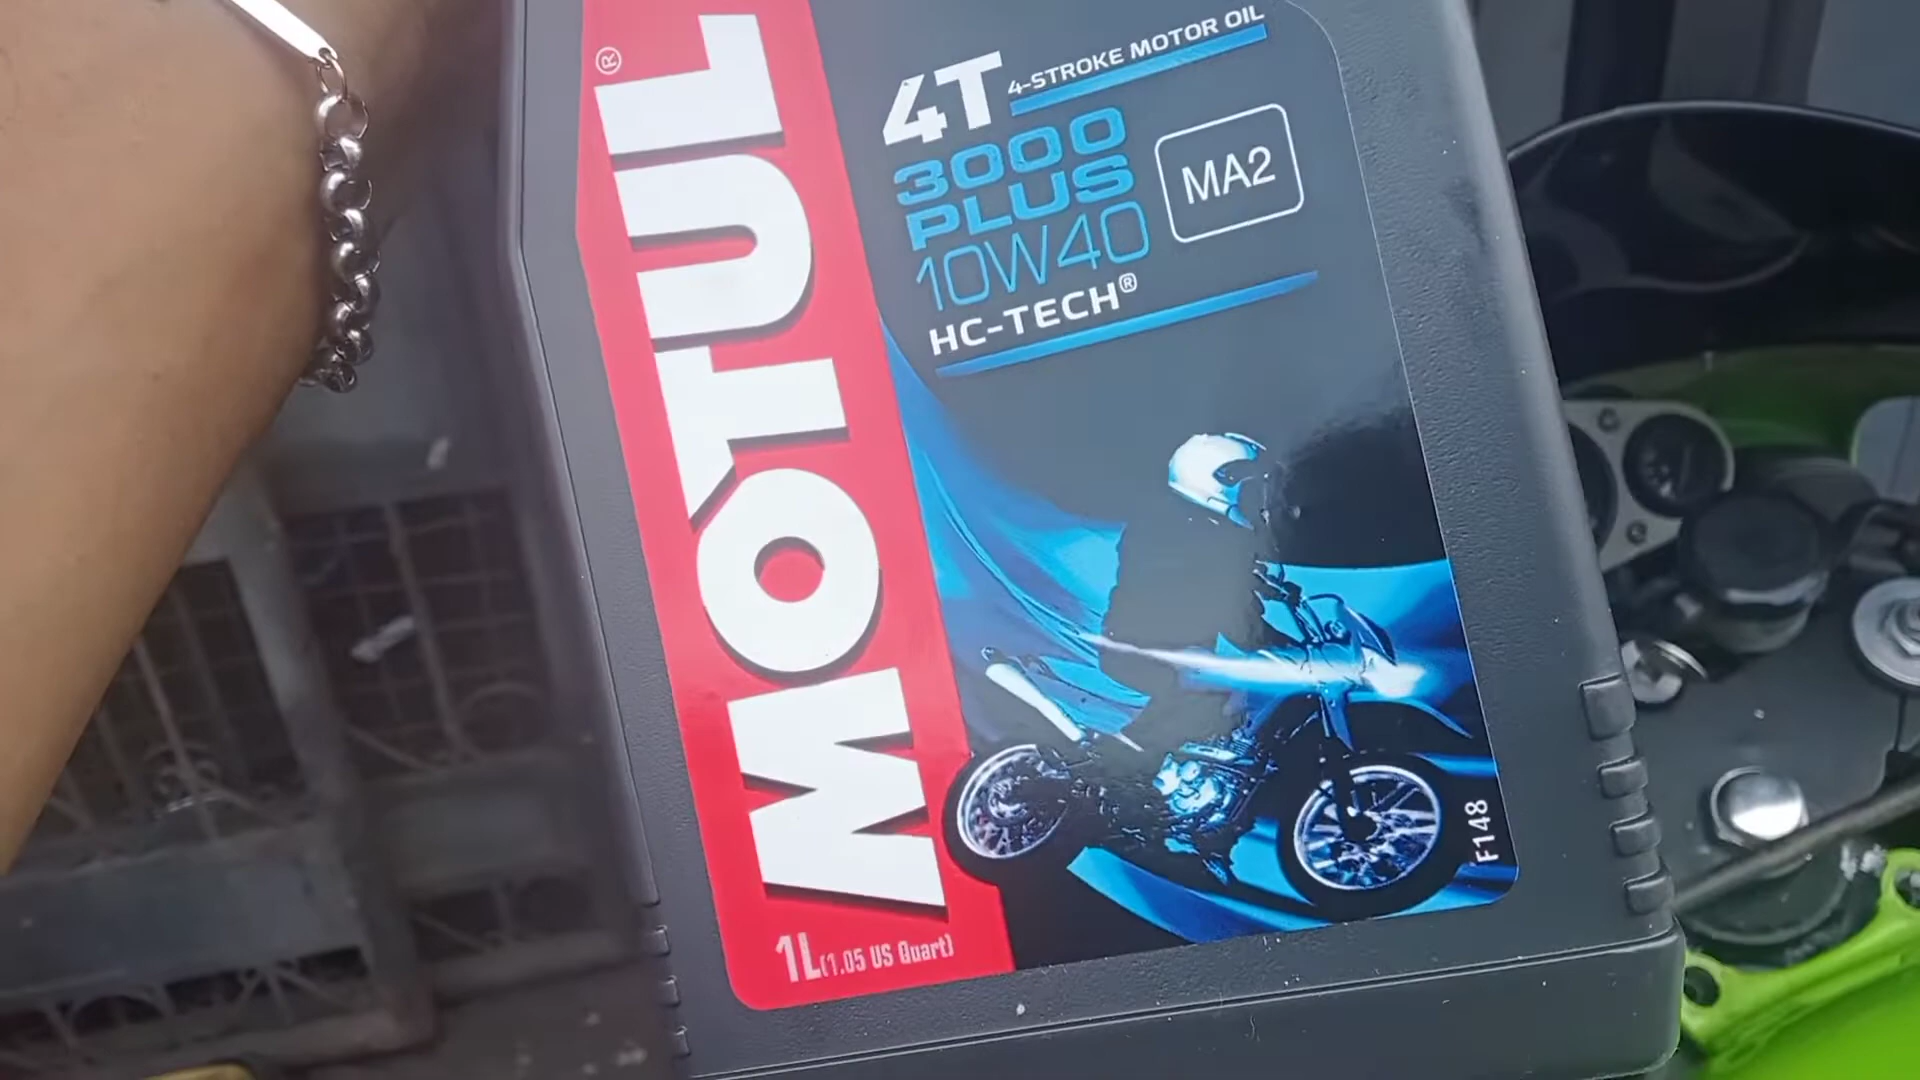 MOTUL®
4T 4-STROKE MOTOR OIL
3000
PLUS
10W40
MA2
HC-TECH®
F148
1L(1.05 US Quart)